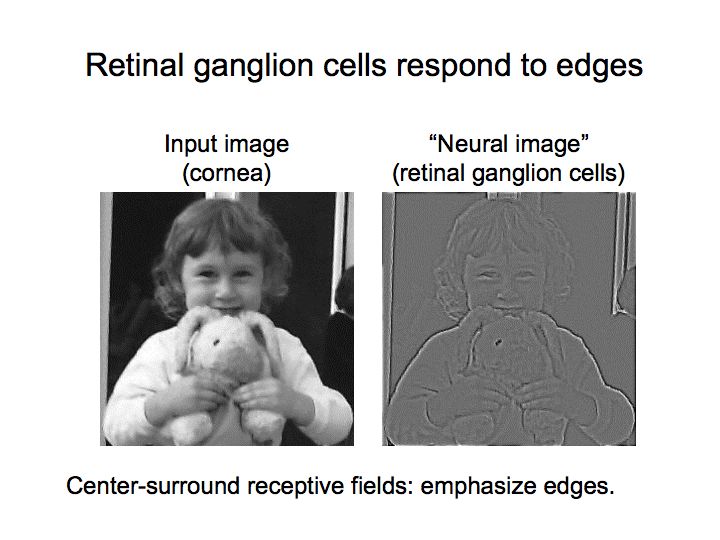 Retinal ganglion cells respond to edges
Input image
(cornea)
“Neural image”
(retinal ganglion cells)
Center-surround receptive fields: emphasize edges.